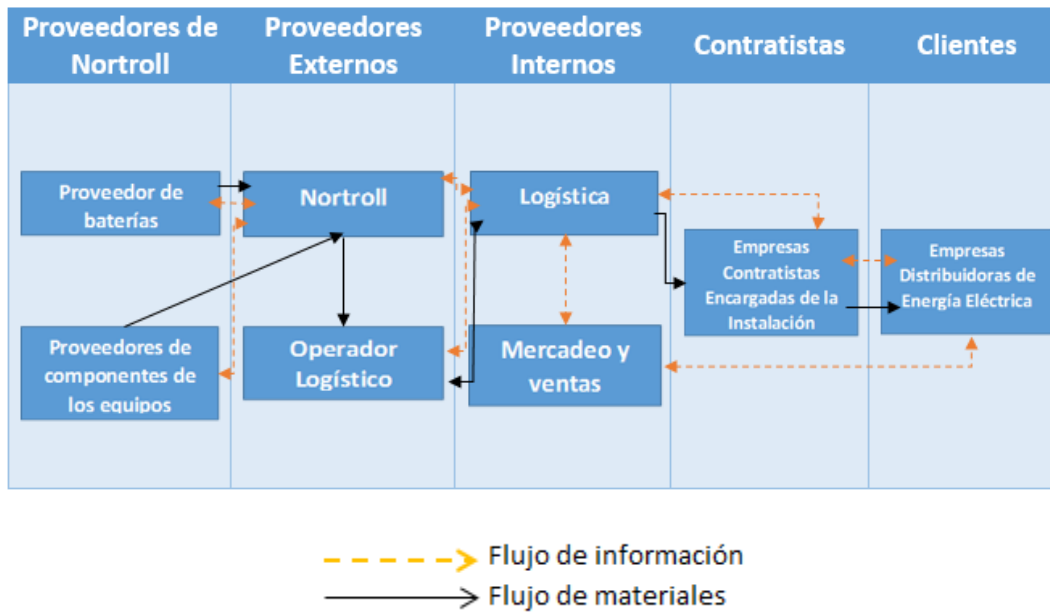 Proveedores de
Nortroll
Proveedores
Externos
Proveedores
Internos
Contratistas
Clientes
Proveedor de
baterías
Nortroll
Logística
Empresas
Contratistas
Encargadas de la
Instalación
Empresas
Distribuidoras de
Energía Eléctrica
Proveedores de
componentes de
los equipos
Operador
Logístico
Mercadeo y
ventas
Flujo de información
Flujo de materiales